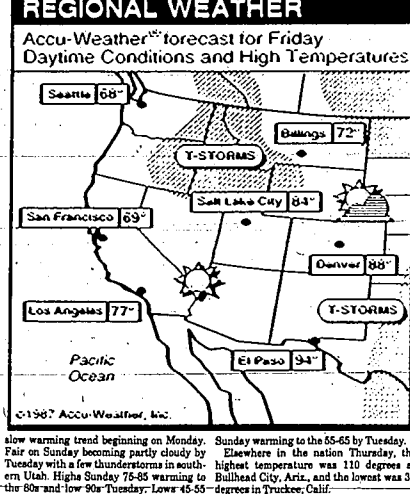 REGIONAL WEATHER
Accu-Weather forecast for Friday
Daytime Conditions and High Temperatures
Seattle 68°
Billings 72°
T-STORMS
Salt Lake City 84°
San Francisco 69°
Denver 88°
Los Angeles 77°
T-STORMS
El Paso 94°
Pacific
Ocean
©1987 Accu-Weather, Inc.
slow warming trend beginning on Monday.
Fair on Sunday becoming partly cloudy by
Tuesday with a few thunderstorms in south-
ern Utah. Highs Sunday 75-85 warming to
the 80s and low 90s Tuesday. Lows 45-55
Sunday warming to the 55-65 by Tuesday.
Elsewhere in the nation Thursday, th
highest temperature was 110 degrees a
Bullhead City, Ariz., and the lowest was 3
degrees in Truckee, Calif.